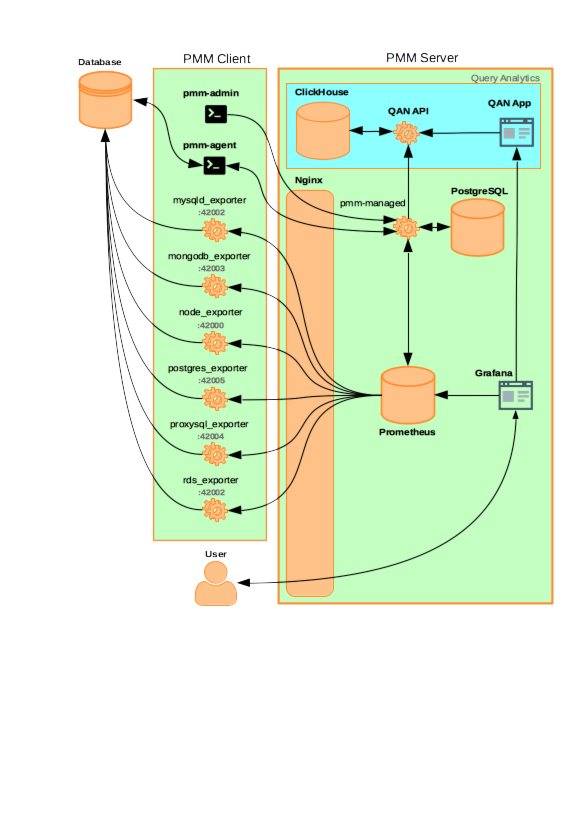 PMM Client
PMM Server
Database
Query Analytics
pmm-admin
ClickHouse
QAN API
QAN App
pmm-agent
Nginx
PostgreSQL
mysqld_exporter
:42002
pmm-managed
mongodb_exporter
:42003
node_exporter
:42000
postgres_exporter
:42005
Grafana
proxysql_exporter
:42004
Prometheus
rds_exporter
:42002
User